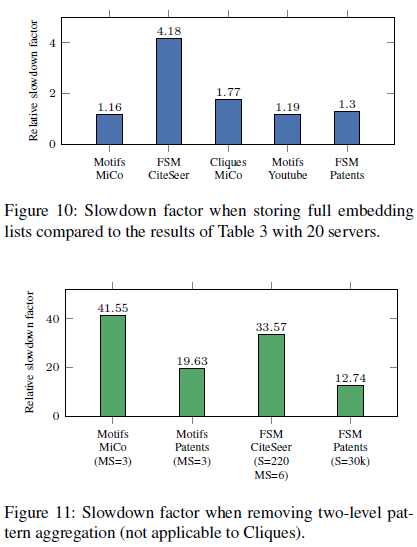 Relative slowdown factor
4
2
0
1.16
4.18
1.77
1.19
1.3
Motifs
MiCo
FSM
CiteSeer
Cliques
MiCo
Motifs
Youtube
FSM
Patents
Figure 10: Slowdown factor when storing full embedding
lists compared to the results of Table 3 with 20 servers.
Relative slowdown factor
40
20
0
41.55
19.63
33.57
12.74
Motifs
MiCo
(MS=3)
Motifs
Patents
(MS=3)
FSM
CiteSeer
(S=220
MS=6)
FSM
Patents
(S=30k)
Figure 11: Slowdown factor when removing two-level pat-
tern aggregation (not applicable to Cliques).